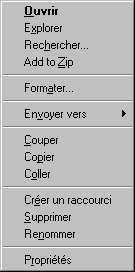 Ouvrir
Explorer
Rechercher...
Add to Zip
Formater...
Envoyer vers
Couper
Copier
Coller
Créer un raccourci
Supprimer
Renommer
Propriétés